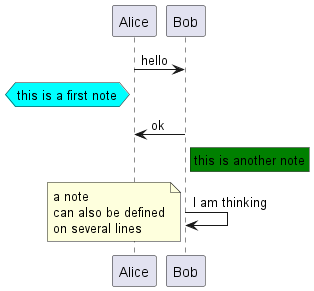 Alice Bob
hello
this is a first note
ok
this is another note
a note
can also be defined
on several lines
I am thinking
Alice Bob